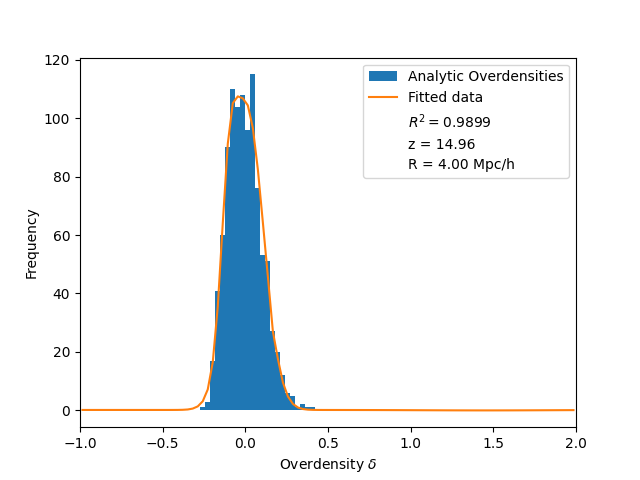 120
100
80
60
40
20
0
Frequency
Analytic Overdensities
Fitted data
R² = 0.9899
z = 14.96
R = 4.00 Mpc/h
−1.0 −0.5 0.0 0.5 1.0 1.5 2.0
Overdensity δ